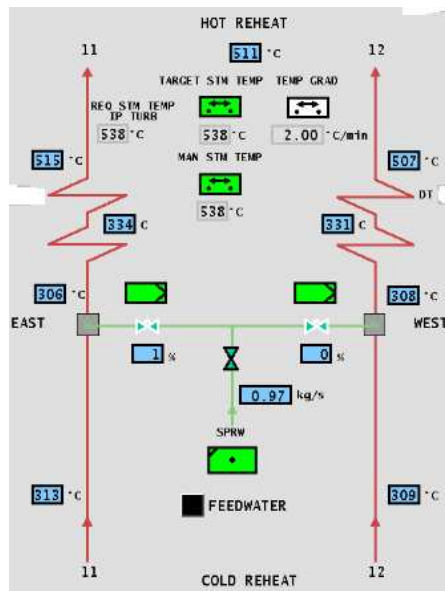 HOT REHEAT
11
511 °C
12
TARGET STM TEMP
TEMP GRAD
REQ STM TEMP
IP TURB
538 °C
538 °C
2.00 °C/min
MAN STM TEMP
515 °C
507 °C
538 °C
DT
334 C
331 C
306 °C
308 °C
EAST
WEST
1 %
0 %
0.97 kg/s
SPRW
313 °C
309 °C
FEEDWATER
11
12
COLD REHEAT